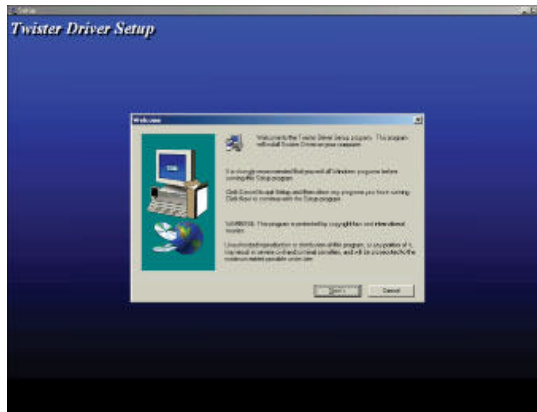 Setup
Twister Driver Setup
Welcome
Welcome to the Twister Driver Setup program. This program
will install Twister Driver on your computer.
It is strongly recommended that you exit all Windows programs before
running this Setup program.
Click Cancel to quit Setup and then close any programs you have running.
Click Next to continue with the Setup program.
WARNING: This program is protected by copyright law and international
treaties.
Unauthorized reproduction or distribution of this program, or any portion of it,
may result in severe civil and criminal penalties, and will be prosecuted to the
maximum extent possible under law.
Next >
Cancel